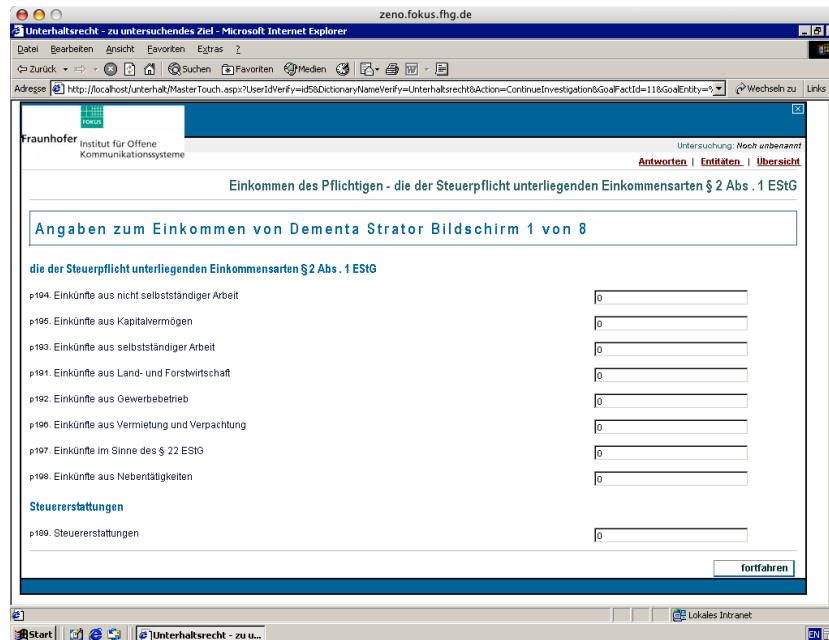 zeno.fokus.fhg.de
Unterhaltsrecht - zu untersuchendes Ziel - Microsoft Internet Explorer
Datei Bearbeiten Ansicht Favoriten Extras ?
Zurück Suchen Favoriten Medien
Adresse http://localhost/unterhalt/MasterTouch.aspx?UserIdVerify=id5&DictionaryNameVerify=Unterhaltsrecht&Action=ContinueInvestigation&GoalFactId=11&GoalEntity=% Wechseln zu Links
FOKUS
Fraunhofer Institut für Offene
Kommunikationssysteme
Untersuchung: Noch unbenannt
Antworten | Entitäten | Übersicht
Einkommen des Pflichtigen - die der Steuerpflicht unterliegenden Einkommensarten § 2 Abs . 1 EStG
Angaben zum Einkommen von Dementa Strator Bildschirm 1 von 8
die der Steuerpflicht unterliegenden Einkommensarten § 2 Abs . 1 EStG
p194. Einkünfte aus nicht selbstständiger Arbeit 0
p195. Einkünfte aus Kapitalvermögen 0
p193. Einkünfte aus selbstständiger Arbeit 0
p191. Einkünfte aus Land- und Forstwirtschaft 0
p192. Einkünfte aus Gewerbebetrieb 0
p196. Einkünfte aus Vermietung und Verpachtung 0
p197. Einkünfte im Sinne des § 22 EStG 0
p198. Einkünfte aus Nebentätigkeiten 0
Steuererstattungen
p189. Steuererstattungen 0
fortfahren
Lokales Intranet
Start Unterhaltsrecht - zu u... EN